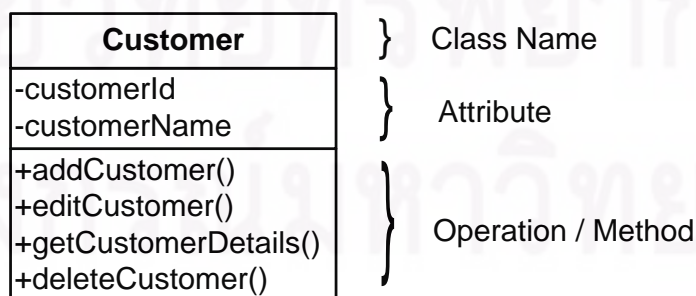 Customer } Class Name
-customerId
-customerName
} Attribute
+addCustomer()
+editCustomer()
+getCustomerDetails()
+deleteCustomer()
} Operation / Method